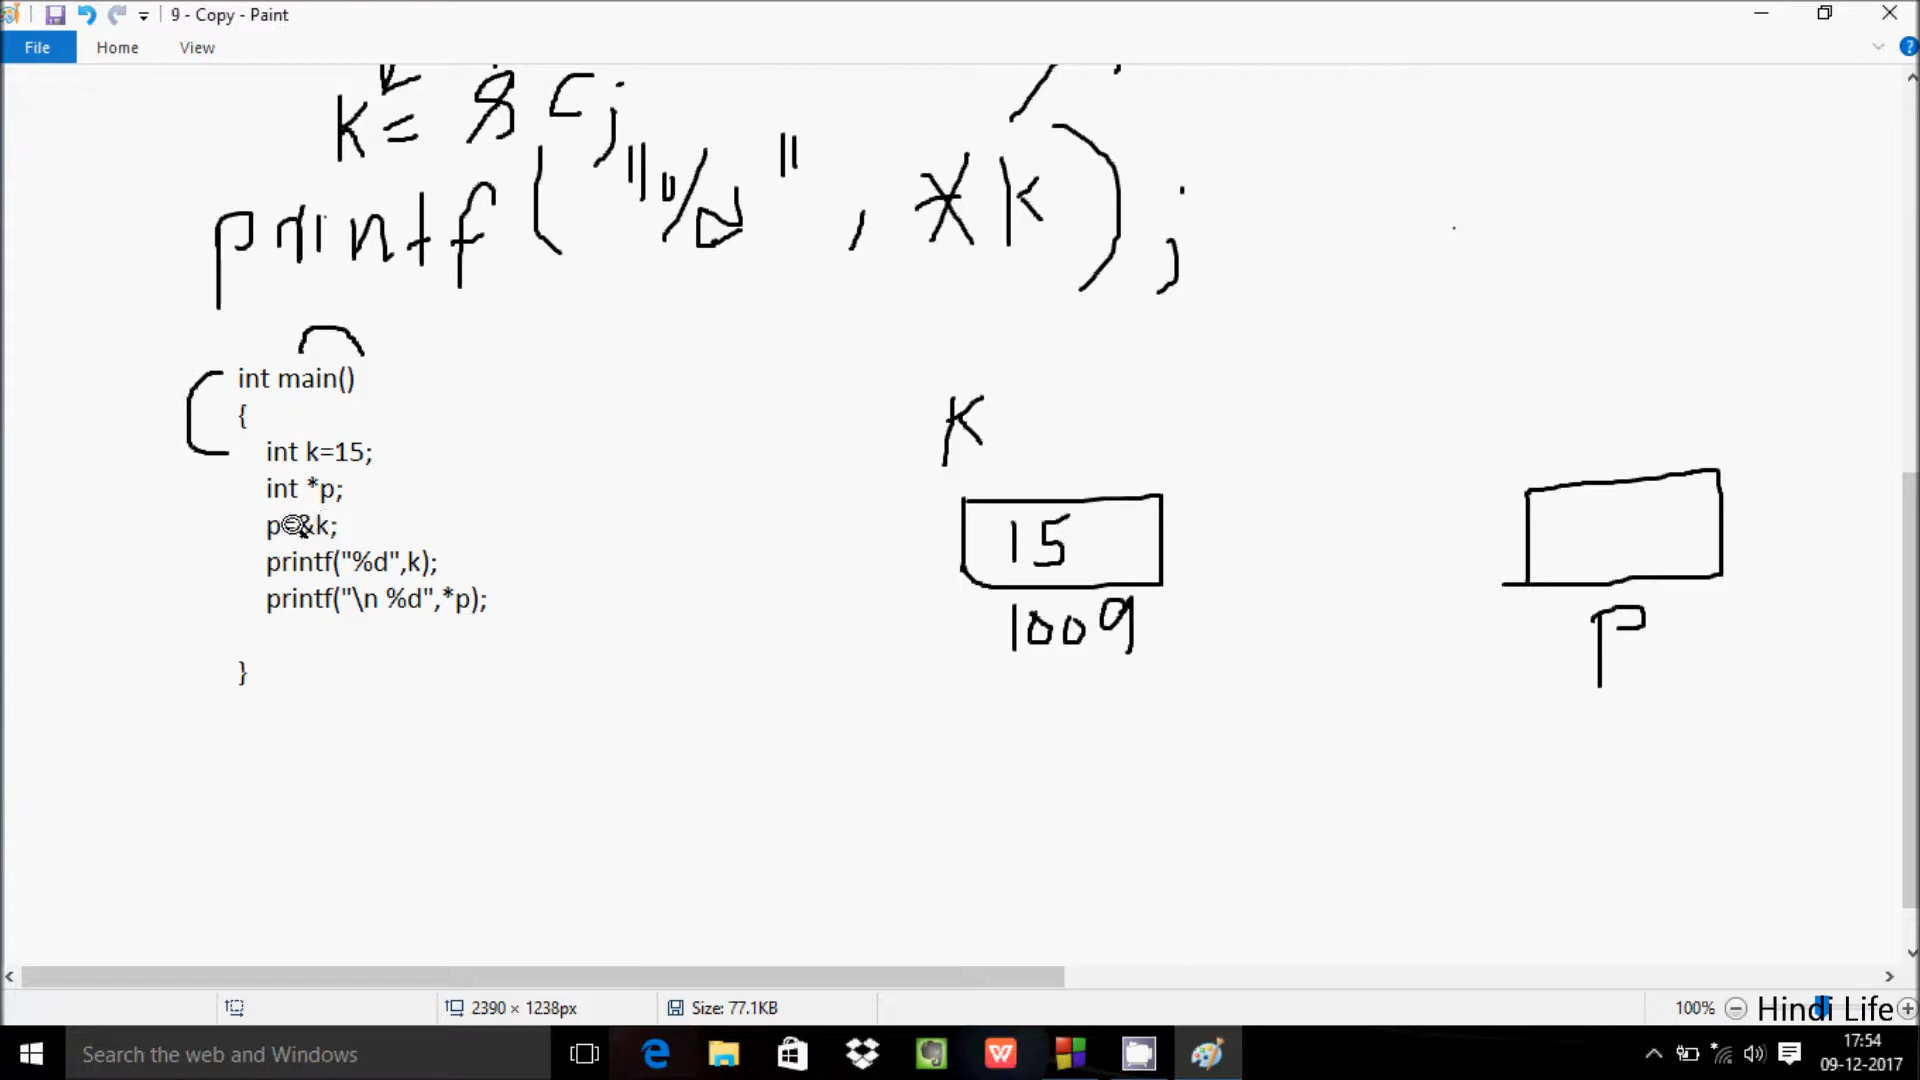 9 - Copy - Paint
File Home View
k= &c;
printf("%d", *k);
int main()
{
int k=15;
int *p;
p=&k;
printf("%d",k);
printf("\n %d",*p);
}
K
15
1009
P
2390 × 1238px Size: 77.1KB 100%
Hindi Life
Search the web and Windows
17:54
09-12-2017